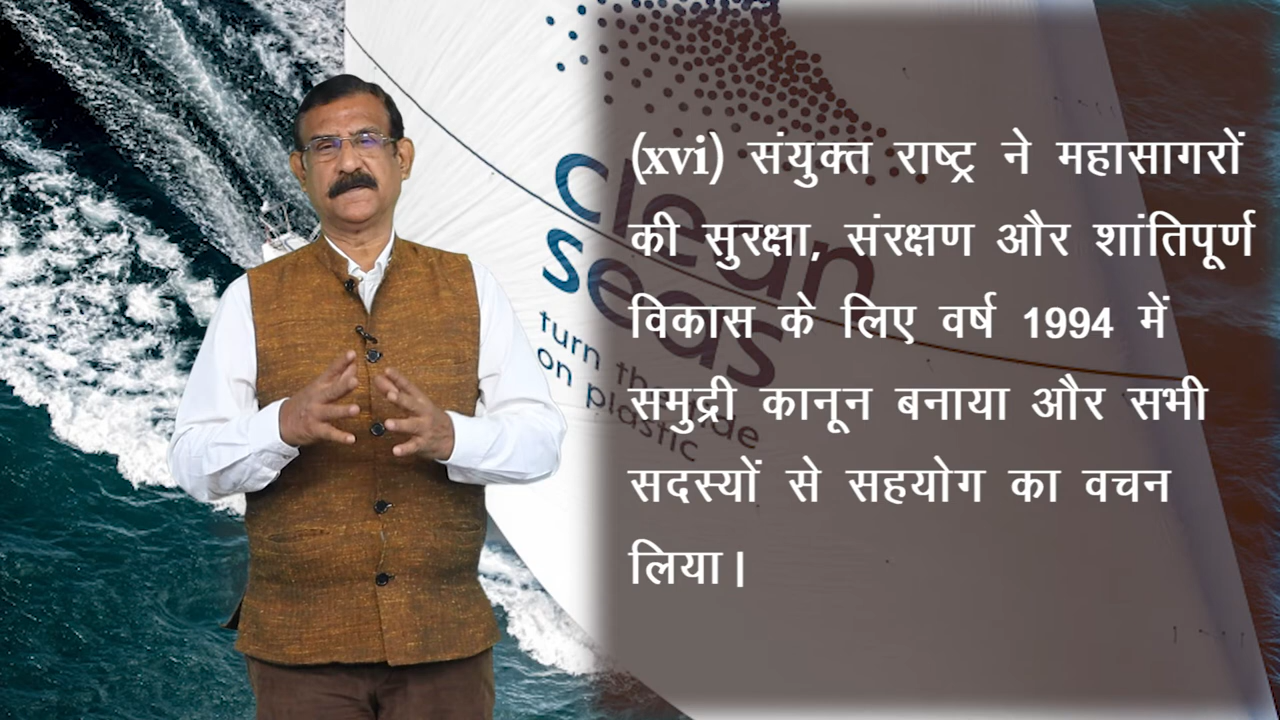 (xvi) संयुक्त राष्ट्र ने महासागरों
की सुरक्षा, संरक्षण और शांतिपूर्ण
विकास के लिए वर्ष 1994 में
समुद्री कानून बनाया और सभी
सदस्यों से सहयोग का वचन
लिया।
clean
seas
turn the tide
on plastic